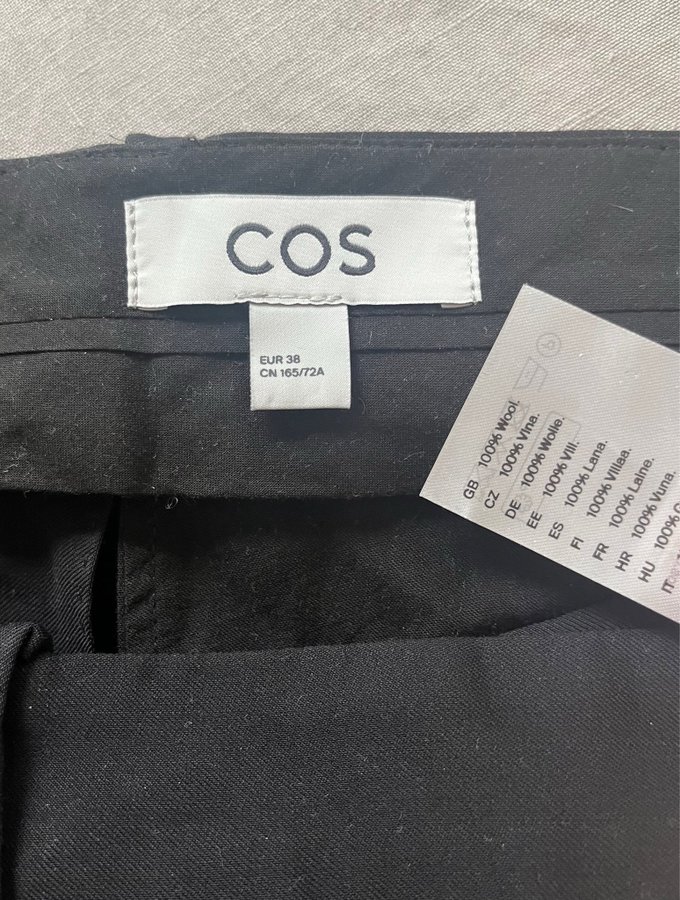 COS
EUR 38
CN 165/72A
GB 100% Wool.
CZ 100% Vlna.
DE 100% Wolle.
EE 100% Vill.
ES 100% Lana.
FI 100% Villaa.
FR 100% Laine.
HR 100% Vuna.
HU 100%
IT